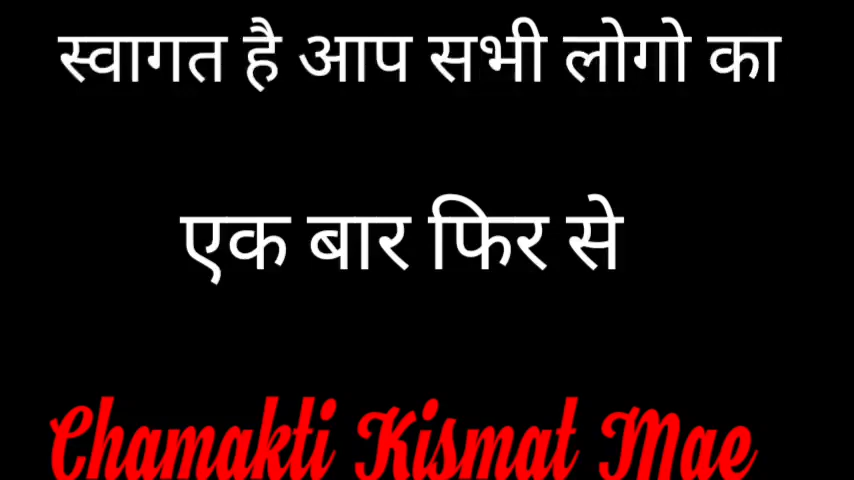 स्वागत है आप सभी लोगो का
एक बार फिर से
Chamakti Kismat Mae